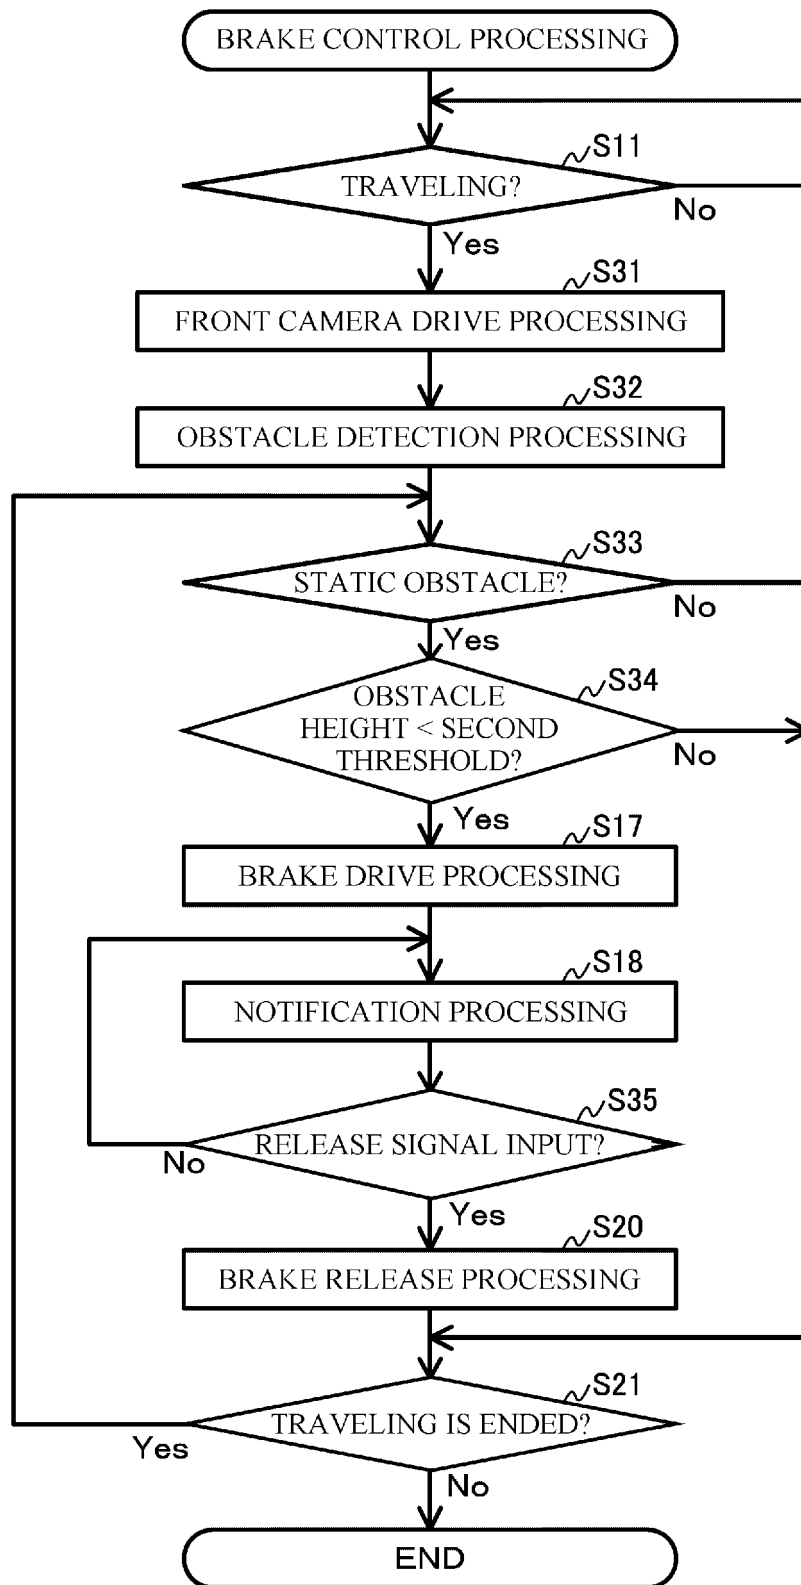 BRAKE CONTROL PROCESSING
S11
TRAVELING?
No
Yes
S31
FRONT CAMERA DRIVE PROCESSING
S32
OBSTACLE DETECTION PROCESSING
S33
STATIC OBSTACLE?
No
Yes
S34
OBSTACLE
HEIGHT < SECOND
THRESHOLD?
No
Yes
S17
BRAKE DRIVE PROCESSING
S18
NOTIFICATION PROCESSING
S35
RELEASE SIGNAL INPUT?
No
Yes
S20
BRAKE RELEASE PROCESSING
S21
TRAVELING IS ENDED?
Yes
No
END